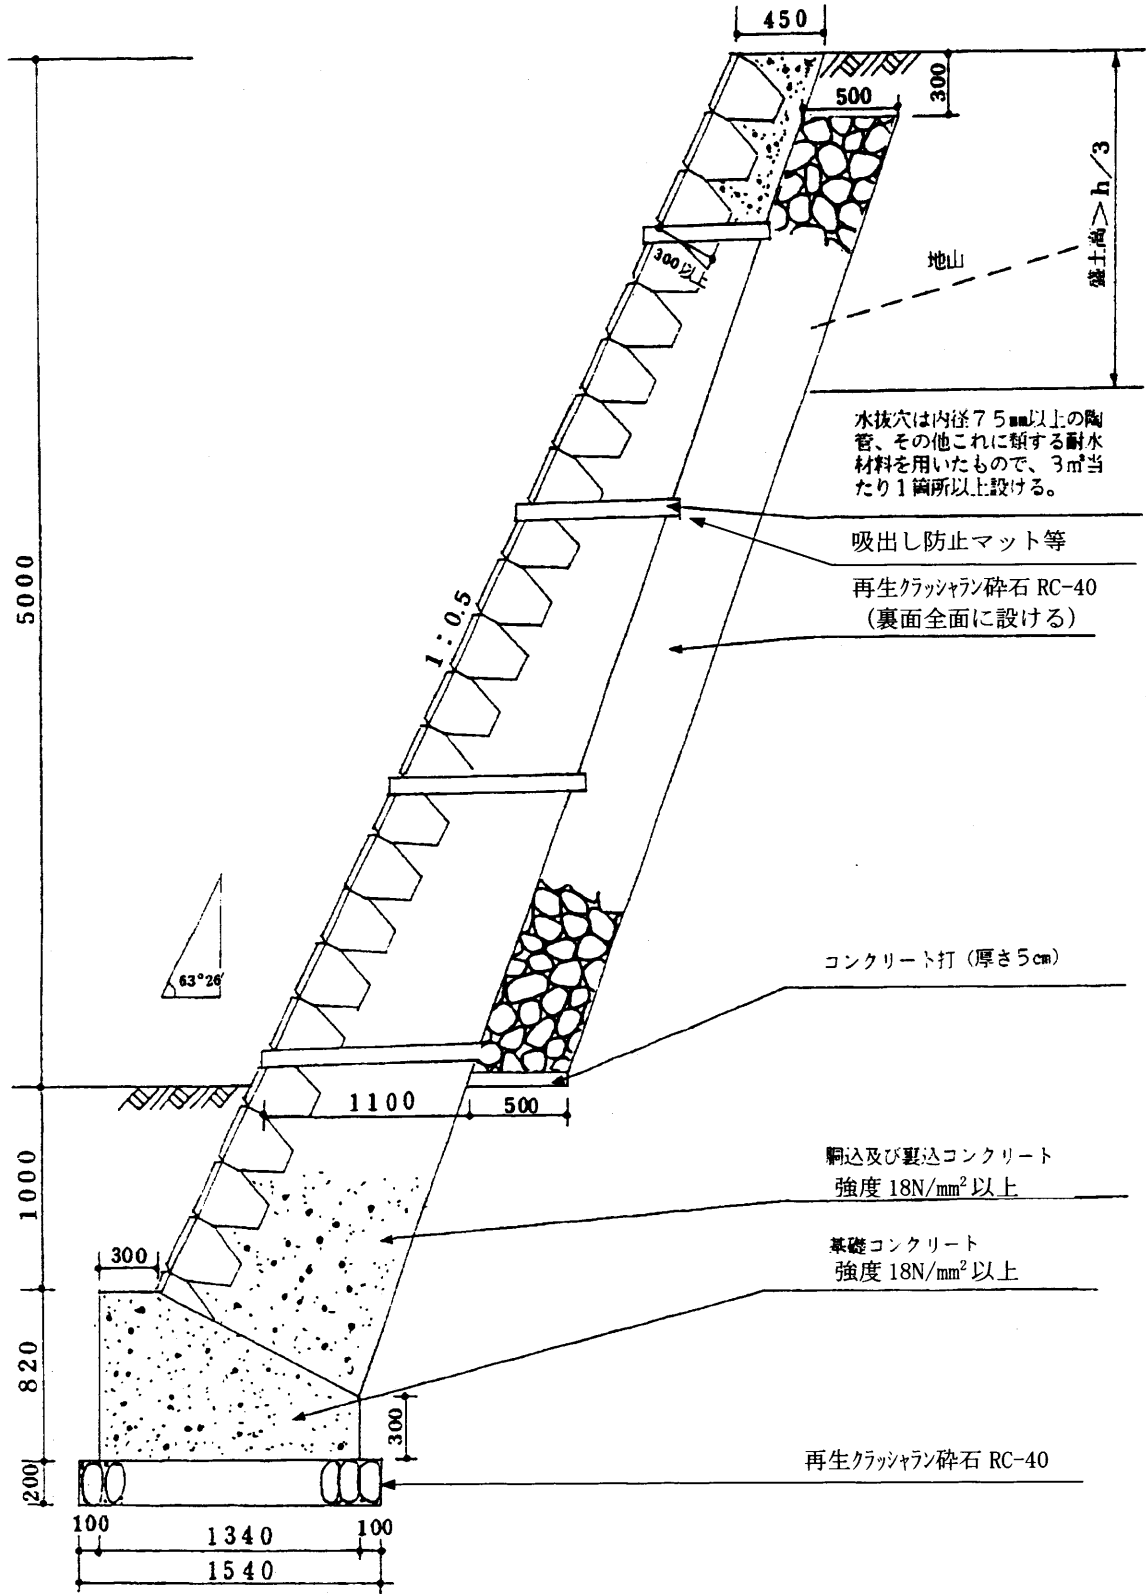 450
300
500
盛土高＞h/3
地山
300以上
水抜穴は内径75mm以上の陶
管、その他これに類する耐水
材料を用いたもので、3㎡当
たり1箇所以上設ける。
吸出し防止マット等
再生クラッシャラン砕石 RC-40
(裏面全面に設ける)
5000
1:0.5
63°26′
コンクリート打 (厚さ5cm)
1100
500
1000
胴込及び裏込コンクリート
強度 18N/mm²以上
300
基礎コンクリート
強度 18N/mm²以上
820
300
再生クラッシャラン砕石 RC-40
200
100
1340
100
1540